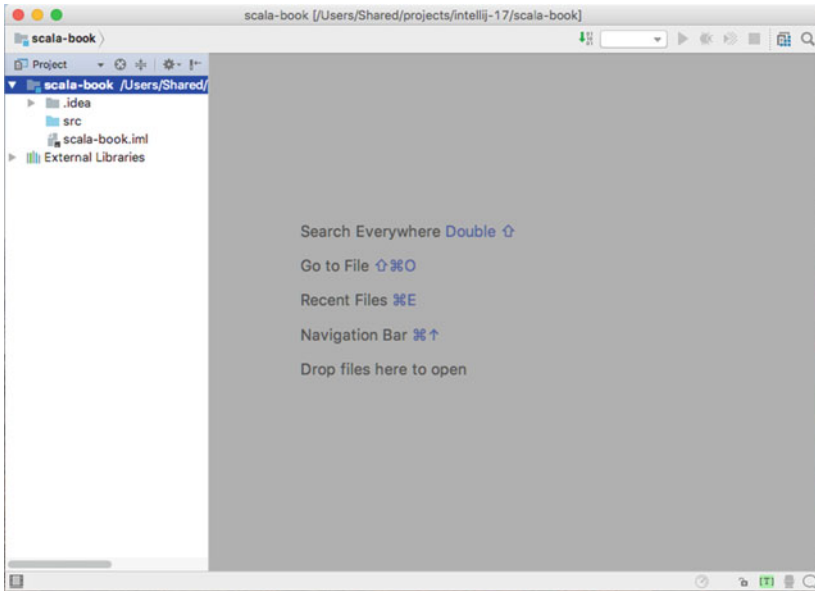 scala-book [/Users/Shared/projects/intellij-17/scala-book]
scala-book
Project
scala-book /Users/Shared/
.idea
src
scala-book.iml
External Libraries
Search Everywhere Double ⇧
Go to File ⇧⌘O
Recent Files ⌘E
Navigation Bar ⌘↑
Drop files here to open
[T]